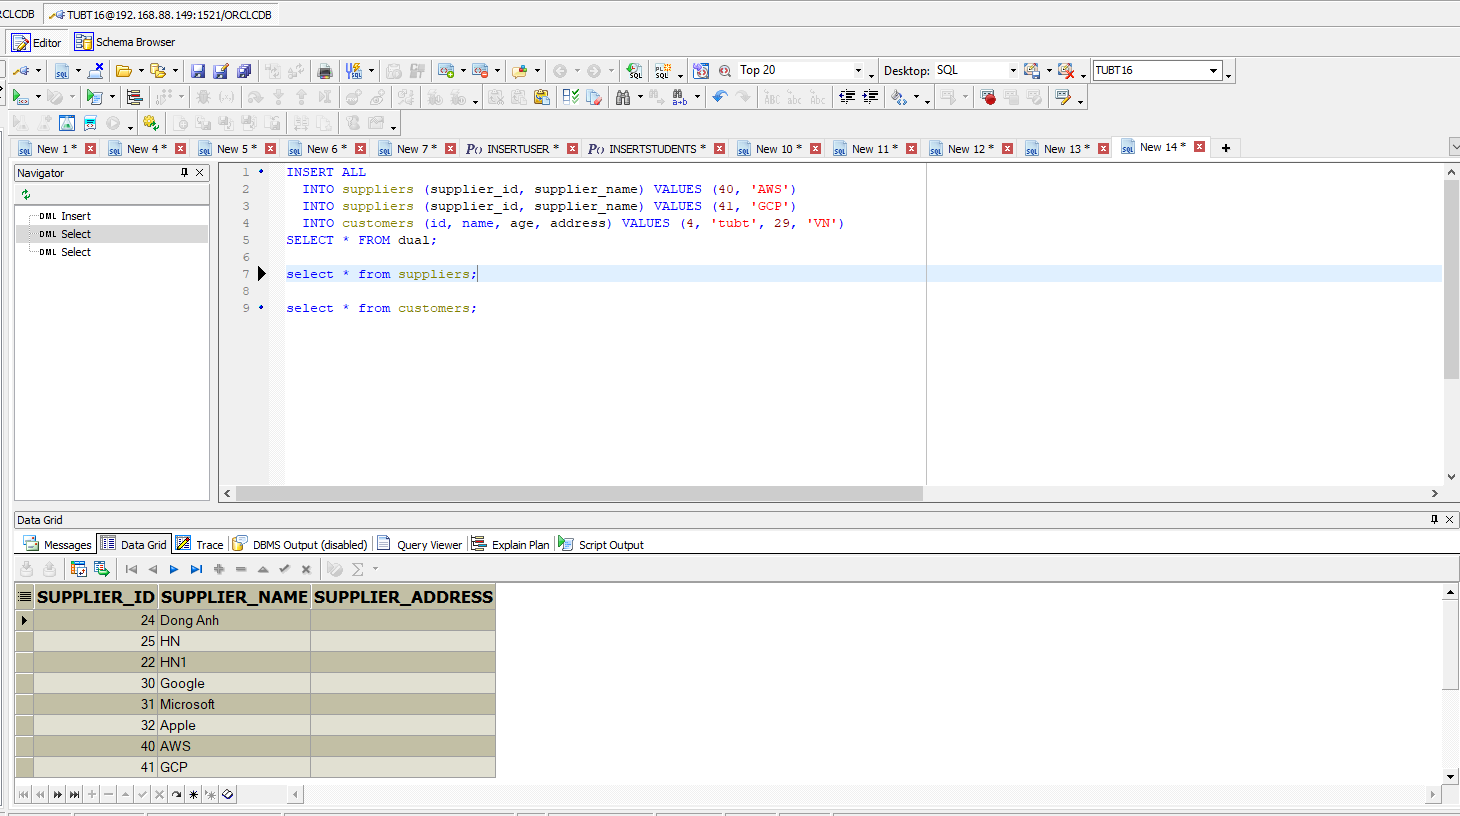 RCLCDB TUBT16@192.168.88.149:1521/ORCLCDB
Editor Schema Browser
SQL Top 20 Desktop: SQL TUBT16
New 1 * New 4 * New 5 * New 6 * New 7 * P() INSERTUSER * P() INSERTSTUDENTS * New 10 * New 11 * New 12 * New 13 * New 14 *
Navigator
DML Insert
DML Select
DML Select
1 INSERT ALL
2 INTO suppliers (supplier_id, supplier_name) VALUES (40, 'AWS')
3 INTO suppliers (supplier_id, supplier_name) VALUES (41, 'GCP')
4 INTO customers (id, name, age, address) VALUES (4, 'tubt', 29, 'VN')
5 SELECT * FROM dual;
6
7 select * from suppliers;
8
9 select * from customers;
Data Grid
Messages Data Grid Trace DBMS Output (disabled) Query Viewer Explain Plan Script Output
SUPPLIER_ID SUPPLIER_NAME SUPPLIER_ADDRESS
24 Dong Anh
25 HN
22 HN1
30 Google
31 Microsoft
32 Apple
40 AWS
41 GCP